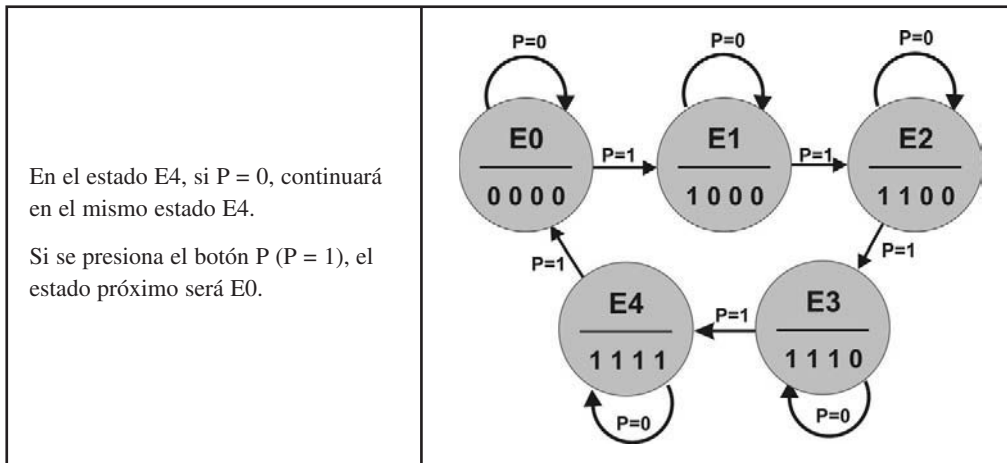 En el estado E4, si P = 0, continuará
en el mismo estado E4.
Si se presiona el botón P (P = 1), el
estado próximo será E0.
P=0
P=0
P=0
E0
0 0 0 0
P=1
E1
1 0 0 0
P=1
E2
1 1 0 0
P=1
P=1
E4
1 1 1 1
P=1
E3
1 1 1 0
P=0
P=0